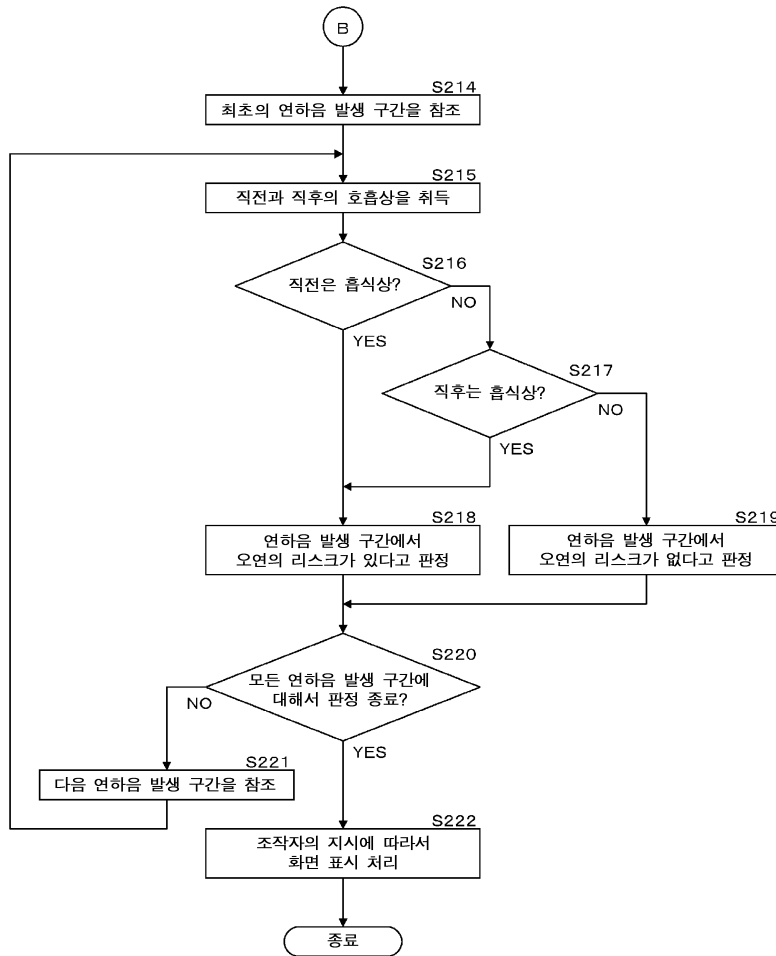 B
S214
최초의 연하음 발생 구간을 참조
S215
직전과 직후의 호흡상을 취득
S216
직전은 흡식상?
NO
YES
S217
직후는 흡식상?
NO
YES
S218
연하음 발생 구간에서
오연의 리스크가 있다고 판정
S219
연하음 발생 구간에서
오연의 리스크가 없다고 판정
S220
모든 연하음 발생 구간에
대해서 판정 종료?
NO
YES
S221
다음 연하음 발생 구간을 참조
S222
조작자의 지시에 따라서
화면 표시 처리
종료